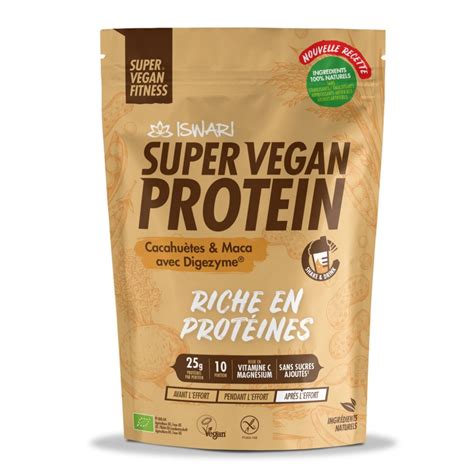 SUPER
VEGAN
FITNESS
NOUVELLE RECETTE
INGRÉDIENTS
100% NATURELS
ISWARI
SUPER VEGAN
PROTEIN
Cacahuètes & Maca
avec Digezyme®
SHAKE & DRINK
RICHE EN
PROTÉINES
25g
10
VITAMINE C
MAGNÉSIUM
SANS SUCRES
AJOUTÉS
AVANT L'EFFORT
PENDANT L'EFFORT
APRÈS L'EFFORT
Vegan
INGRÉDIENTS
NATURELS